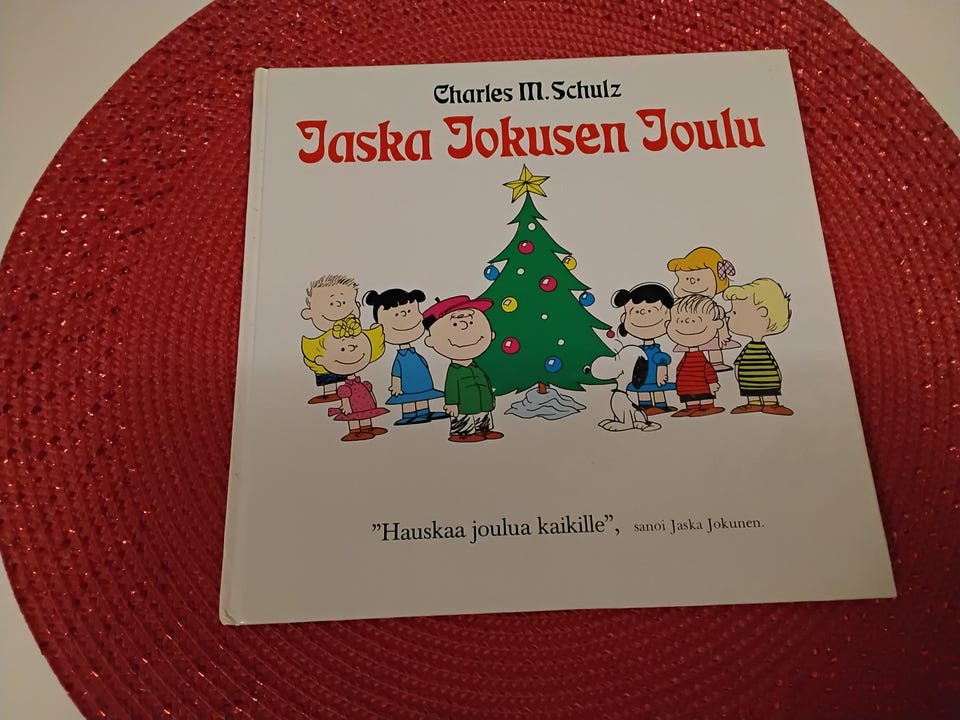 Charles M. Schulz
Jaska Jokusen Joulu
”Hauskaa joulua kaikille”, sanoi Jaska Jokunen.